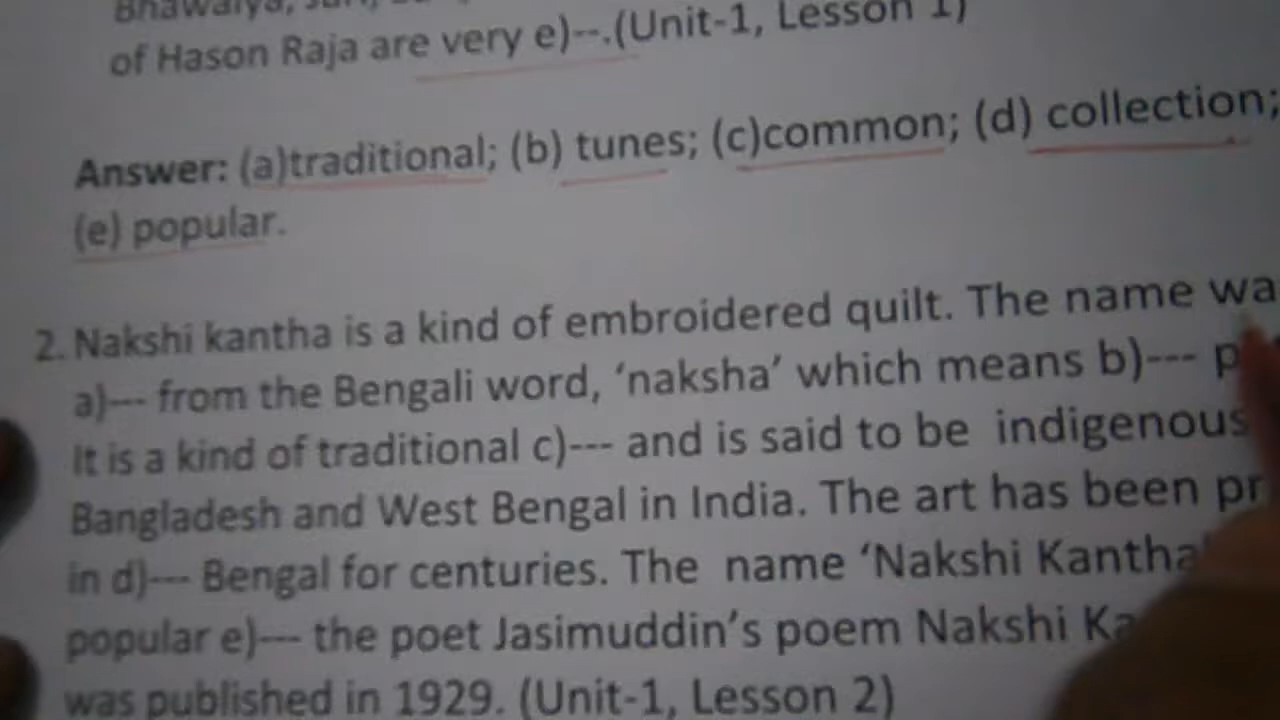 Bhawaiya,
of Hason Raja are very e)--.(Unit-1, Lesson 1)
Answer: (a)traditional; (b) tunes; (c)common; (d) collection;
(e) popular.
2. Nakshi kantha is a kind of embroidered quilt. The name wa
a)--- from the Bengali word, ‘naksha’ which means b)--- p
It is a kind of traditional c)--- and is said to be indigenous
Bangladesh and West Bengal in India. The art has been pr
in d)--- Bengal for centuries. The name ‘Nakshi Kantha
popular e)--- the poet Jasimuddin’s poem Nakshi Ka
was published in 1929. (Unit-1, Lesson 2)